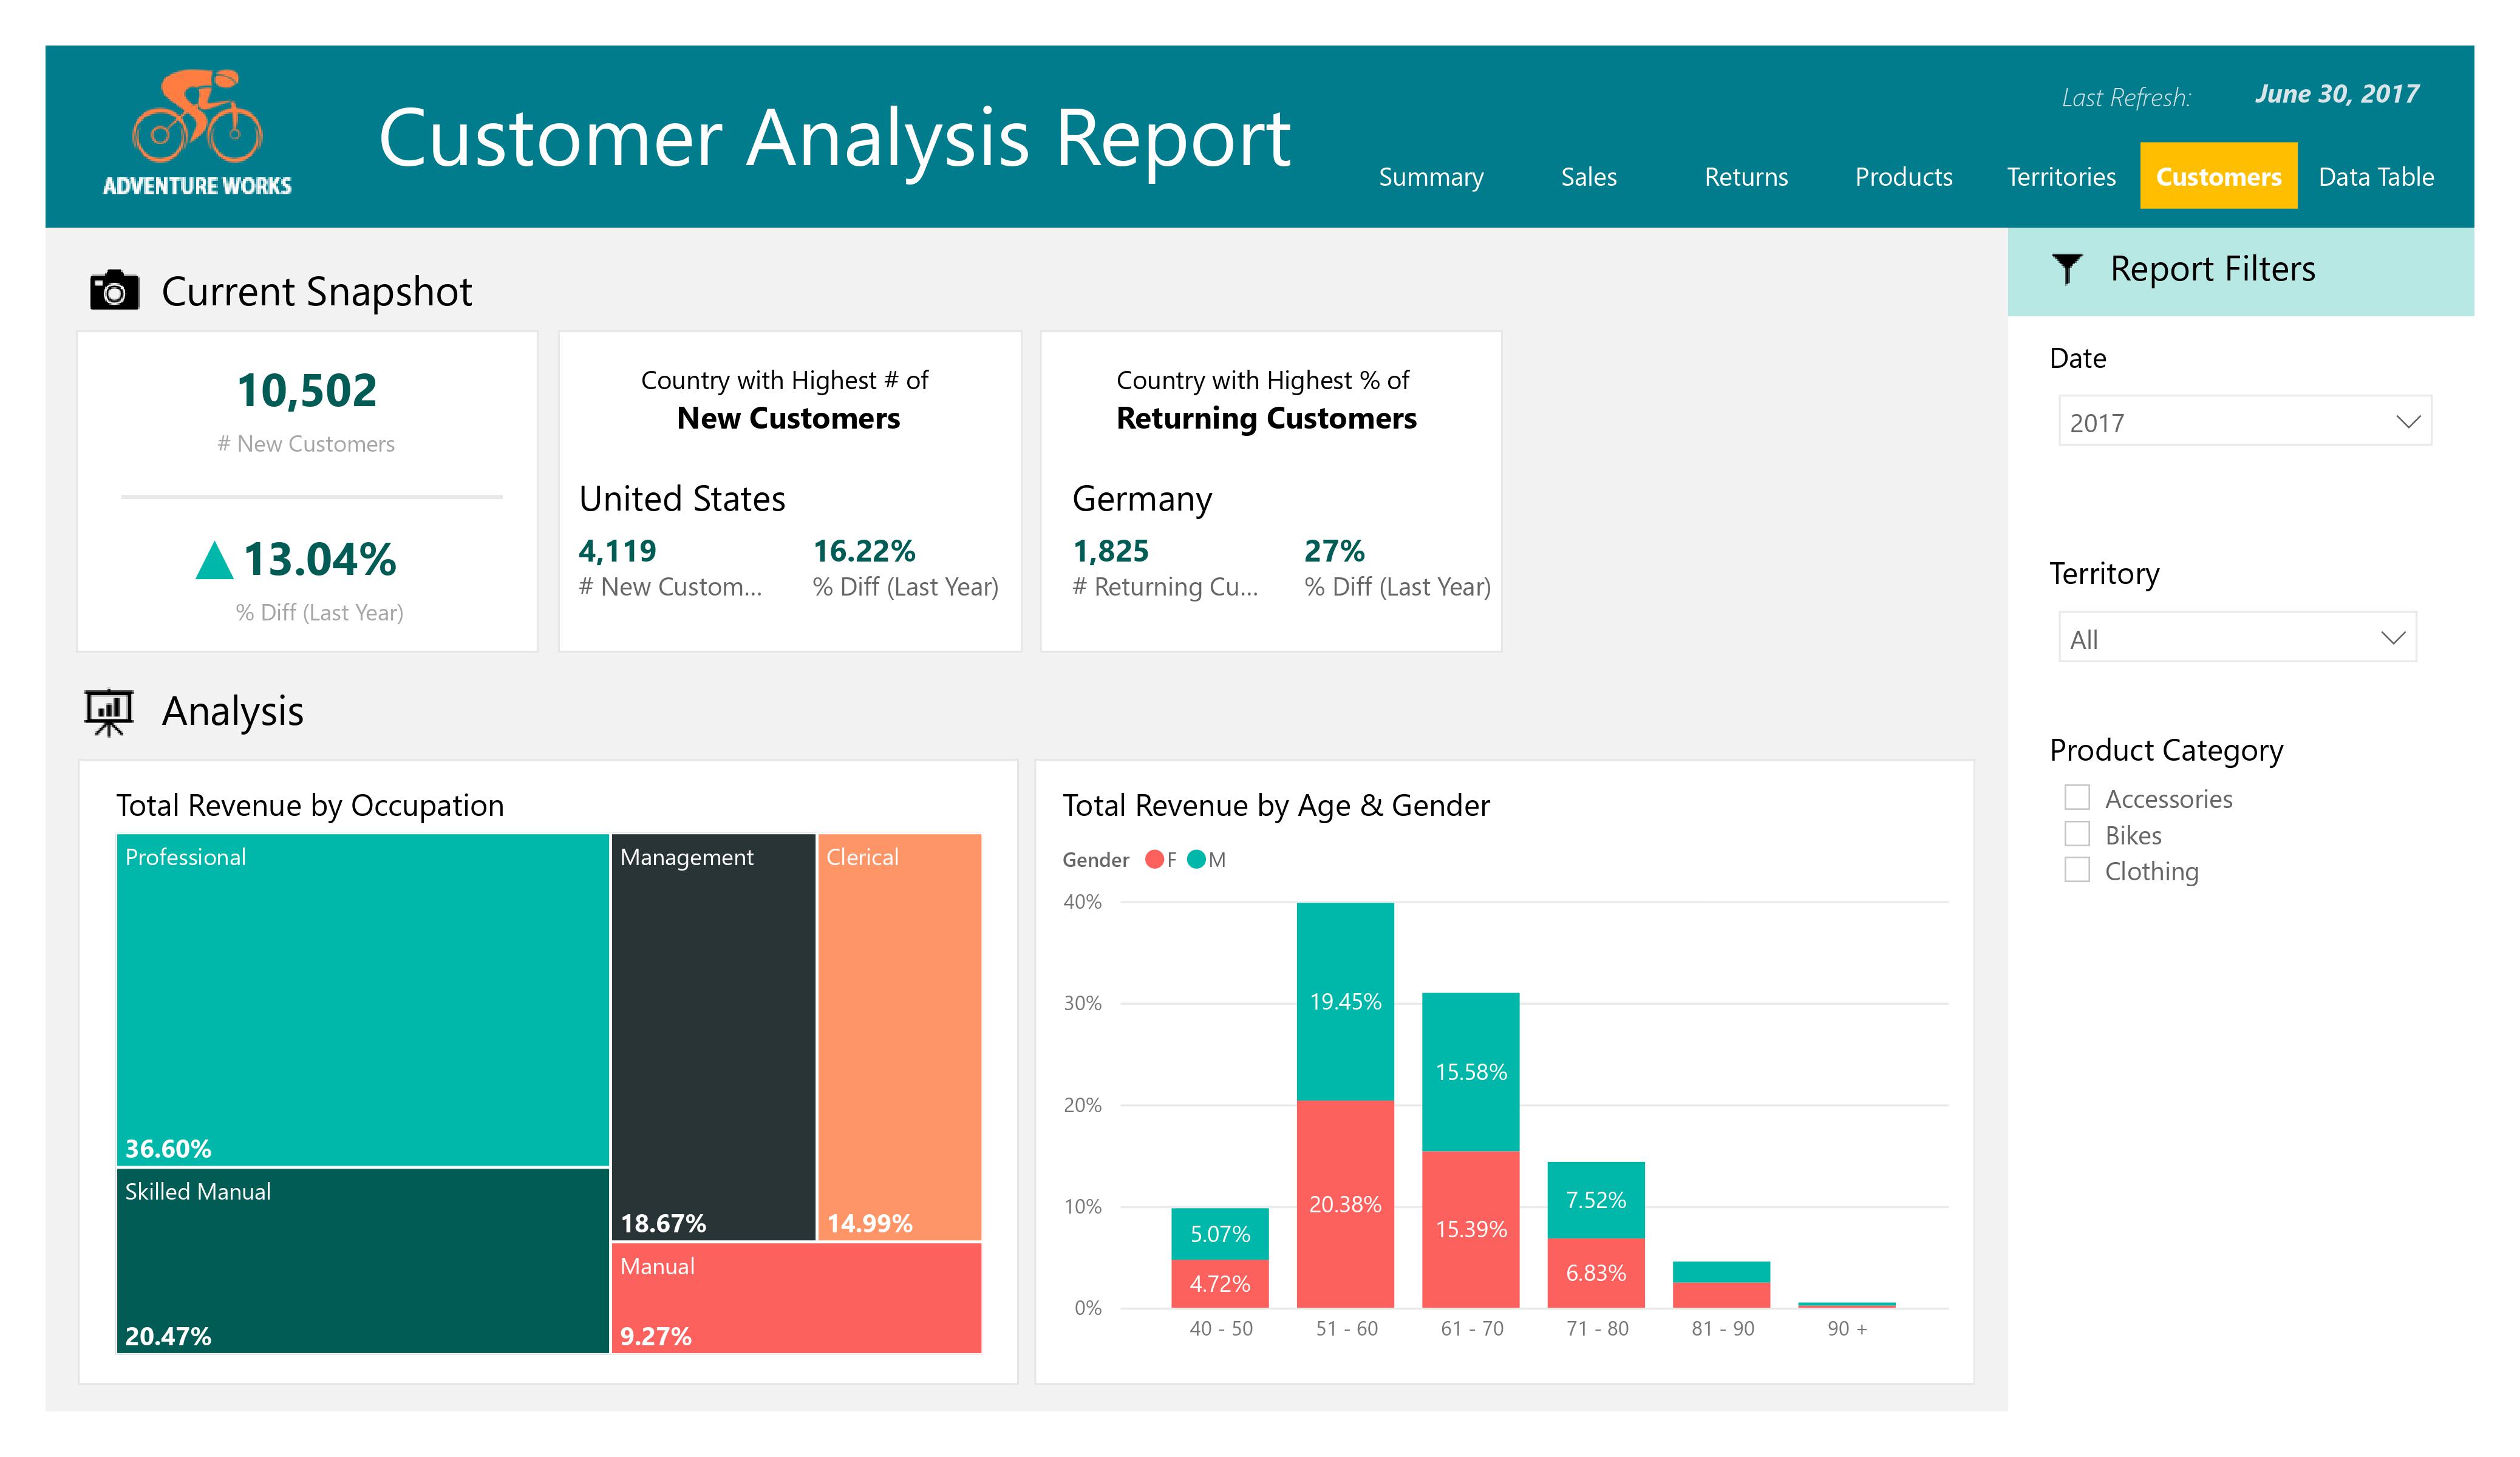 ADVENTURE WORKS
Customer Analysis Report
Last Refresh: June 30, 2017
Summary Sales Returns Products Territories Customers Data Table
Current Snapshot
10,502
# New Customers
13.04%
% Diff (Last Year)
Country with Highest # of
New Customers
United States
4,119 16.22%
# New Custom... % Diff (Last Year)
Country with Highest % of
Returning Customers
Germany
1,825 27%
# Returning Cu... % Diff (Last Year)
Report Filters
Date
2017
Territory
All
Product Category
Accessories
Bikes
Clothing
Analysis
Total Revenue by Occupation
Professional
36.60%
Skilled Manual
20.47%
Management
18.67%
Clerical
14.99%
Manual
9.27%
Total Revenue by Age & Gender
Gender F M
40%
30%
20%
10%
0%
5.07%
4.72%
19.45%
20.38%
15.58%
15.39%
7.52%
6.83%
40 - 50 51 - 60 61 - 70 71 - 80 81 - 90 90 +